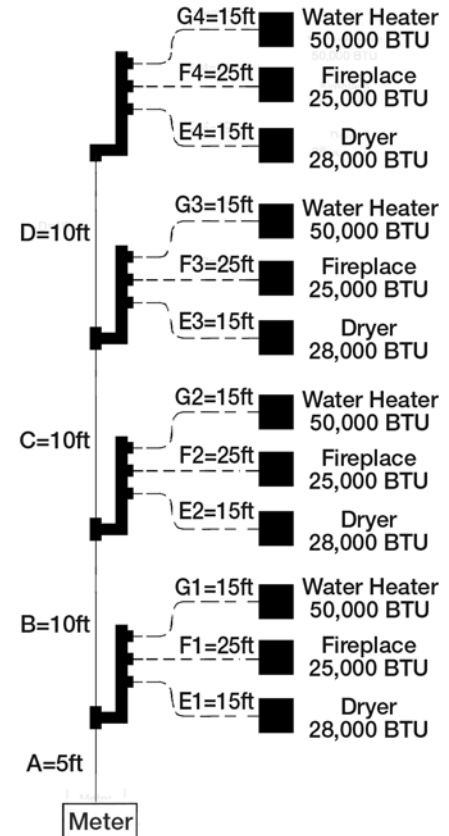 G4=15ft
Water Heater
50,000 BTU
F4=25ft
Fireplace
25,000 BTU
E4=15ft
Dryer
28,000 BTU
D=10ft
G3=15ft
Water Heater
50,000 BTU
F3=25ft
Fireplace
25,000 BTU
E3=15ft
Dryer
28,000 BTU
C=10ft
G2=15ft
Water Heater
50,000 BTU
F2=25ft
Fireplace
25,000 BTU
E2=15ft
Dryer
28,000 BTU
B=10ft
G1=15ft
Water Heater
50,000 BTU
F1=25ft
Fireplace
25,000 BTU
E1=15ft
Dryer
28,000 BTU
A=5ft
Meter